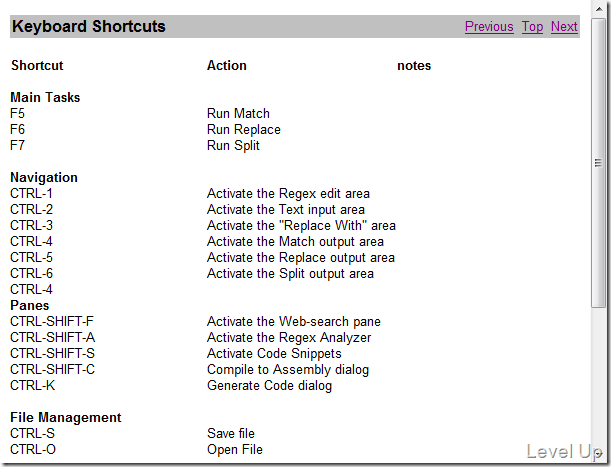 Keyboard Shortcuts Previous Top Next
Shortcut Action notes
Main Tasks
F5 Run Match
F6 Run Replace
F7 Run Split
Navigation
CTRL-1 Activate the Regex edit area
CTRL-2 Activate the Text input area
CTRL-3 Activate the "Replace With" area
CTRL-4 Activate the Match output area
CTRL-5 Activate the Replace output area
CTRL-6 Activate the Split output area
CTRL-4
Panes
CTRL-SHIFT-F Activate the Web-search pane
CTRL-SHIFT-A Activate the Regex Analyzer
CTRL-SHIFT-S Activate Code Snippets
CTRL-SHIFT-C Compile to Assembly dialog
CTRL-K Generate Code dialog
File Management
CTRL-S Save file
CTRL-O Open File
Level Up